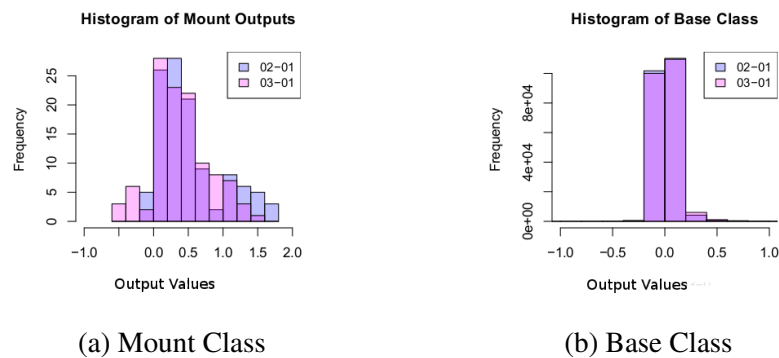 Histogram of Mount Outputs
02-01
03-01
Frequency
0 5 10 15 20 25
-1.0 0.0 0.5 1.0 1.5 2.0
Output Values
(a) Mount Class
Histogram of Base Class
02-01
03-01
Frequency
0e+00 4e+04 8e+04
-1.0 -0.5 0.0 0.5 1.0
Output Values
(b) Base Class